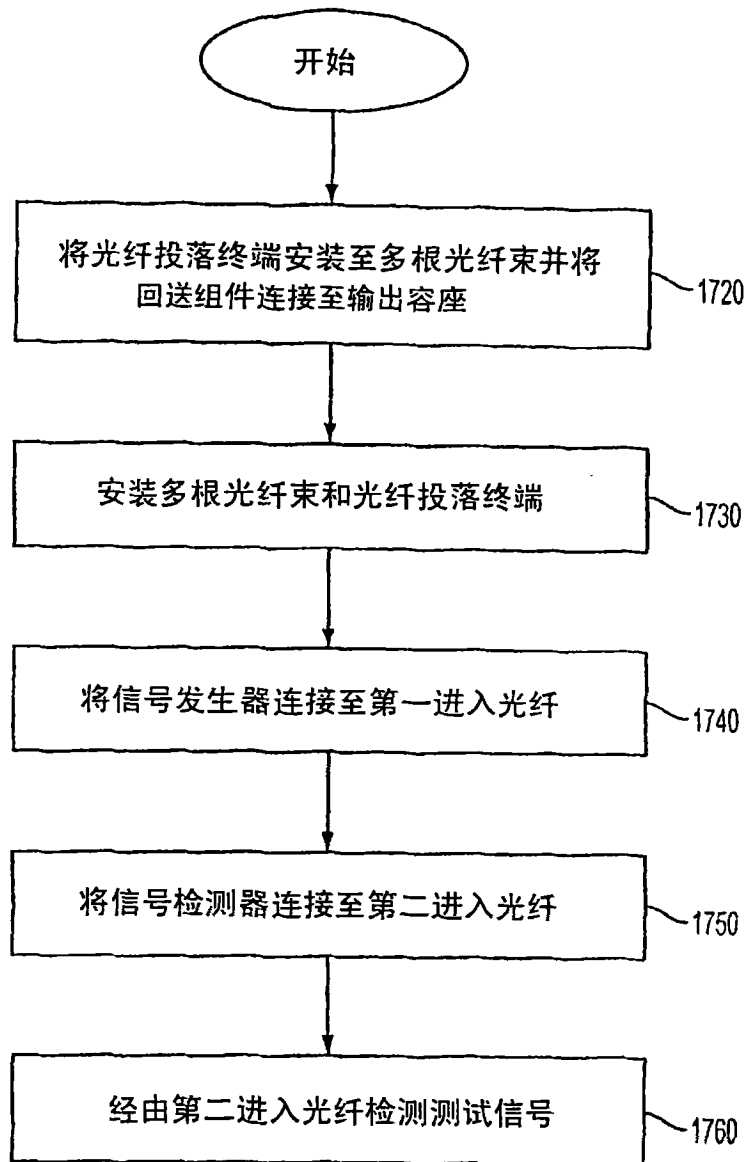 开始
将光纤投落终端安装至多根光纤束并将
回送组件连接至输出容座
1720
安装多根光纤束和光纤投落终端
1730
将信号发生器连接至第一进入光纤
1740
将信号检测器连接至第二进入光纤
1750
经由第二进入光纤检测测试信号
1760